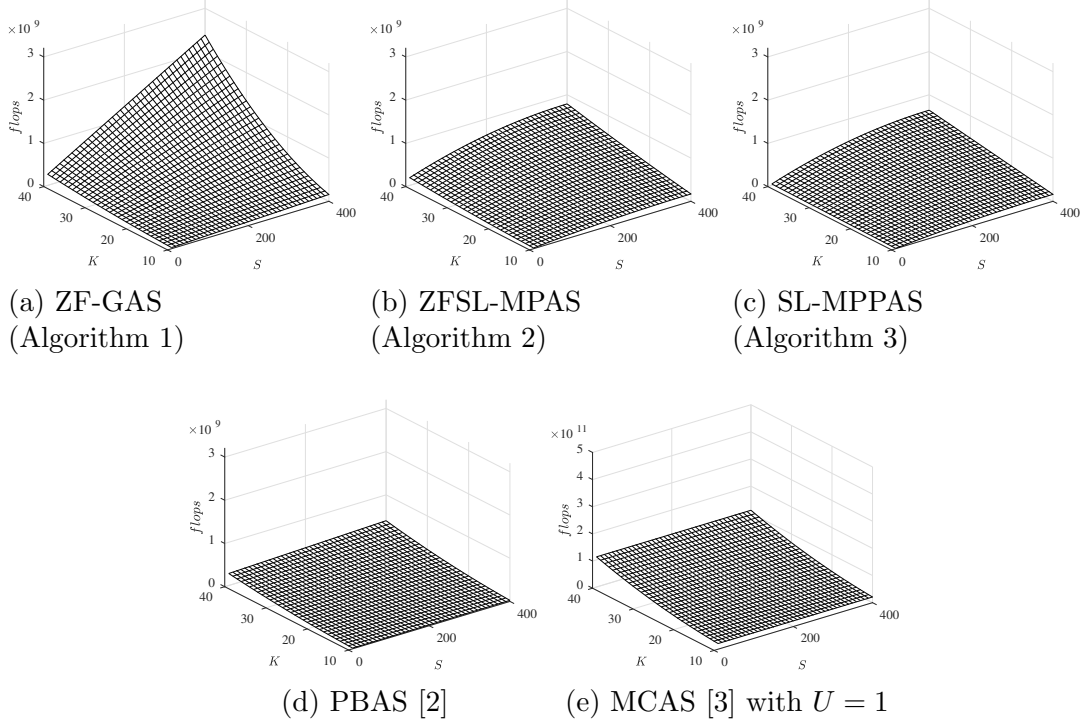 ×10 9
3
2
1
0
flops
40
30
20
10
K
0
200
400
S
(a) ZF-GAS
(Algorithm 1)
×10 9
3
2
1
0
flops
40
30
20
10
K
0
200
400
S
(b) ZFSL-MPAS
(Algorithm 2)
×10 9
3
2
1
0
flops
40
30
20
10
K
0
200
400
S
(c) SL-MPPAS
(Algorithm 3)
×10 9
3
2
1
0
flops
40
30
20
10
K
0
200
400
S
(d) PBAS [2]
×10 11
5
4
3
2
1
0
flops
40
30
20
10
K
0
200
400
S
(e) MCAS [3] with U = 1